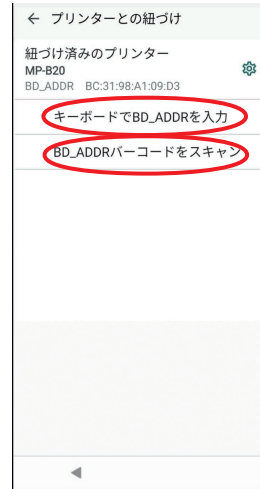 ← プリンターとの紐づけ
紐づけ済みのプリンター
MP-B20
BD_ADDR BC:31:98:A1:09:D3
キーボードでBD_ADDRを入力
BD_ADDRバーコードをスキャン